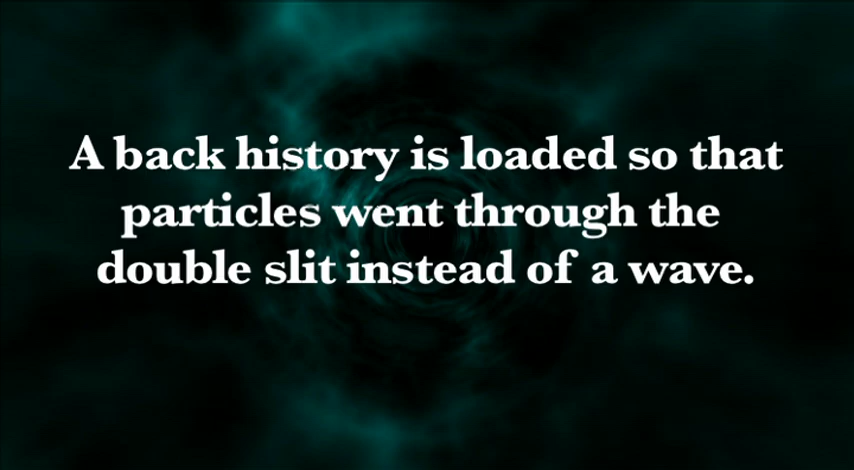 A back history is loaded so that
particles went through the
double slit instead of a wave.